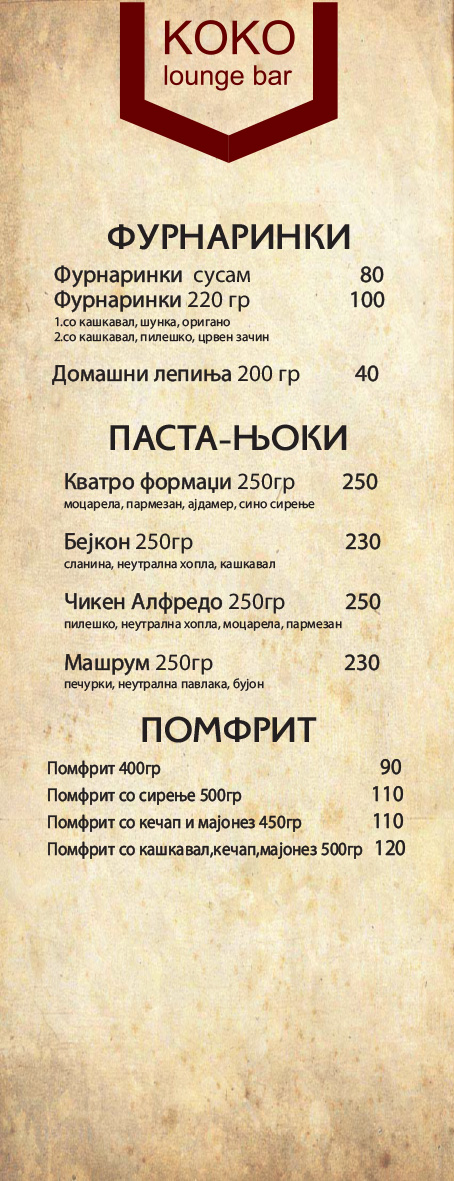 KOKO
lounge bar
ФУРНАРИНКИ
Фурнаринки сусам 80
Фурнаринки 220 гр 100
1.со кашкавал, шунка, оригано
2.со кашкавал, пилешко, црвен зачин
Домашни лепиња 200 гр 40
ПАСТА-ЊОКИ
Кватро формаџи 250гр 250
моцарела, пармезан, ајдамер, сино сирење
Бејкон 250гр 230
сланина, неутрална хопла, кашкавал
Чикен Алфредо 250гр 250
пилешко, неутрална хопла, моцарела, пармезан
Машрум 250гр 230
печурки, неутрална павлака, бујон
ПОМФРИТ
Помфрит 400гр 90
Помфрит со сирење 500гр 110
Помфрит со кечап и мајонез 450гр 110
Помфрит со кашкавал,кечап,мајонез 500гр 120